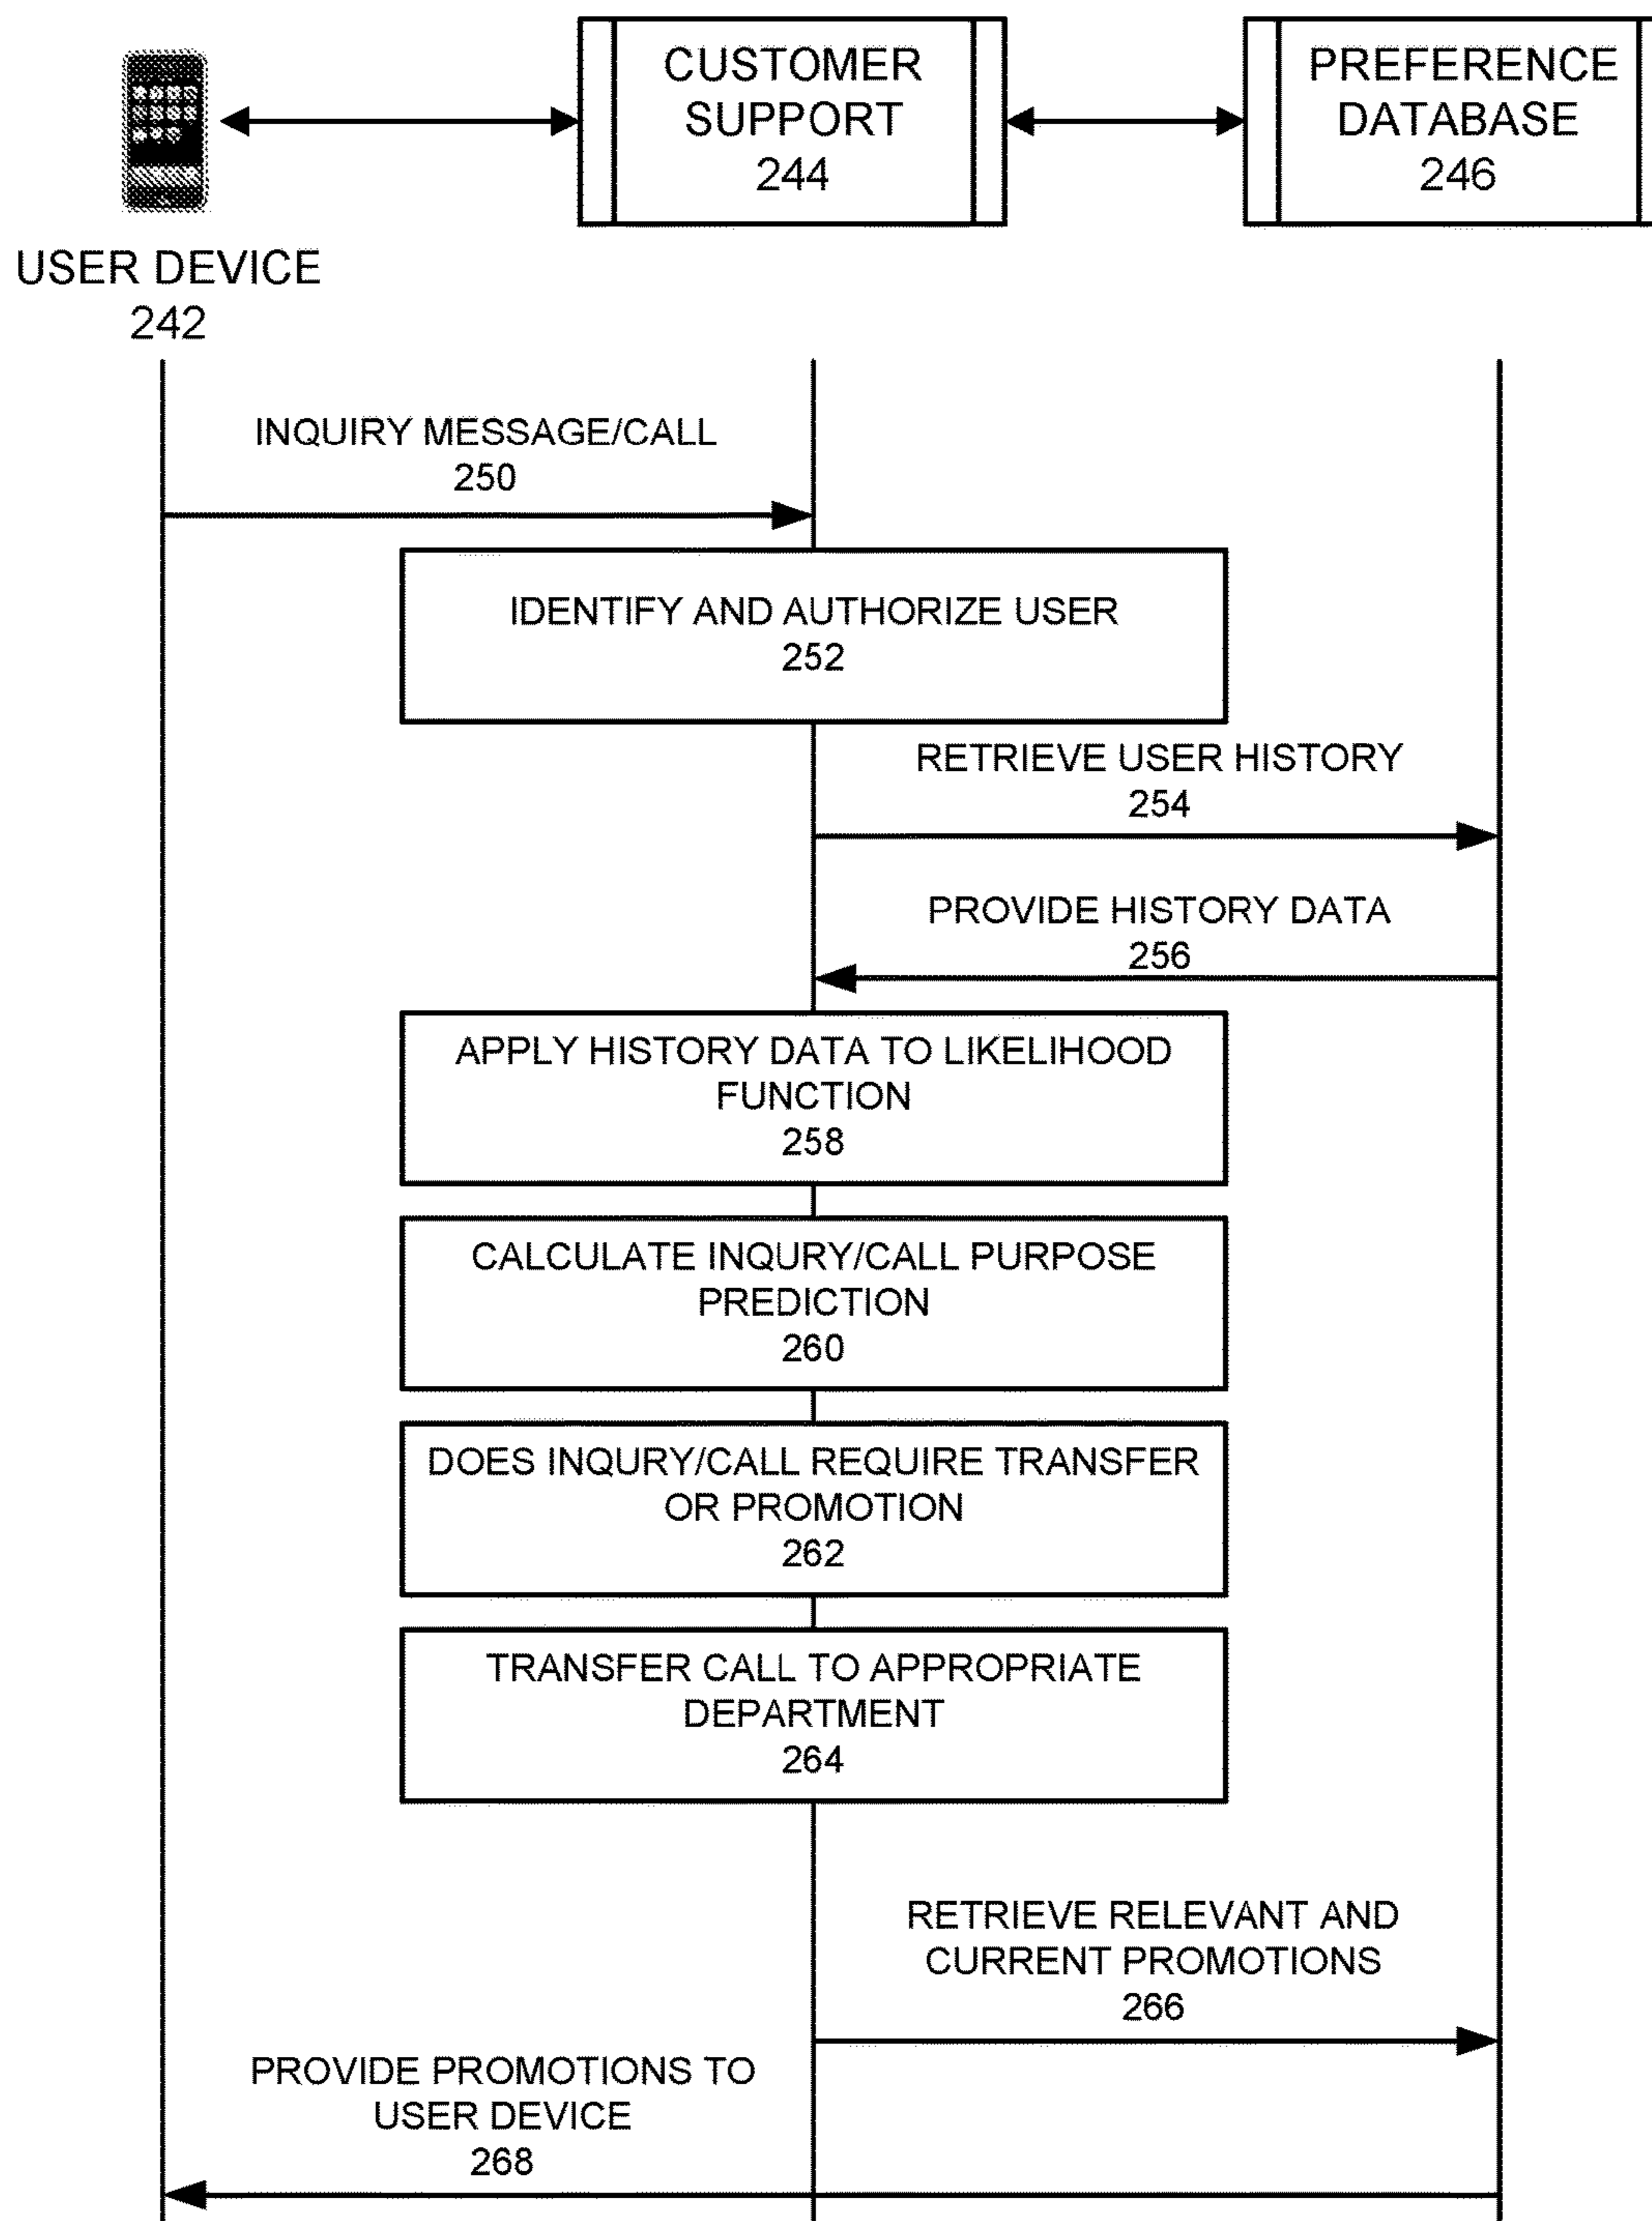 CUSTOMER
SUPPORT
244
PREFERENCE
DATABASE
246
USER DEVICE
242
INQUIRY MESSAGE/CALL
250
IDENTIFY AND AUTHORIZE USER
252
RETRIEVE USER HISTORY
254
PROVIDE HISTORY DATA
256
APPLY HISTORY DATA TO LIKELIHOOD
FUNCTION
258
CALCULATE INQURY/CALL PURPOSE
PREDICTION
260
DOES INQURY/CALL REQUIRE TRANSFER
OR PROMOTION
262
TRANSFER CALL TO APPROPRIATE
DEPARTMENT
264
RETRIEVE RELEVANT AND
CURRENT PROMOTIONS
266
PROVIDE PROMOTIONS TO
USER DEVICE
268